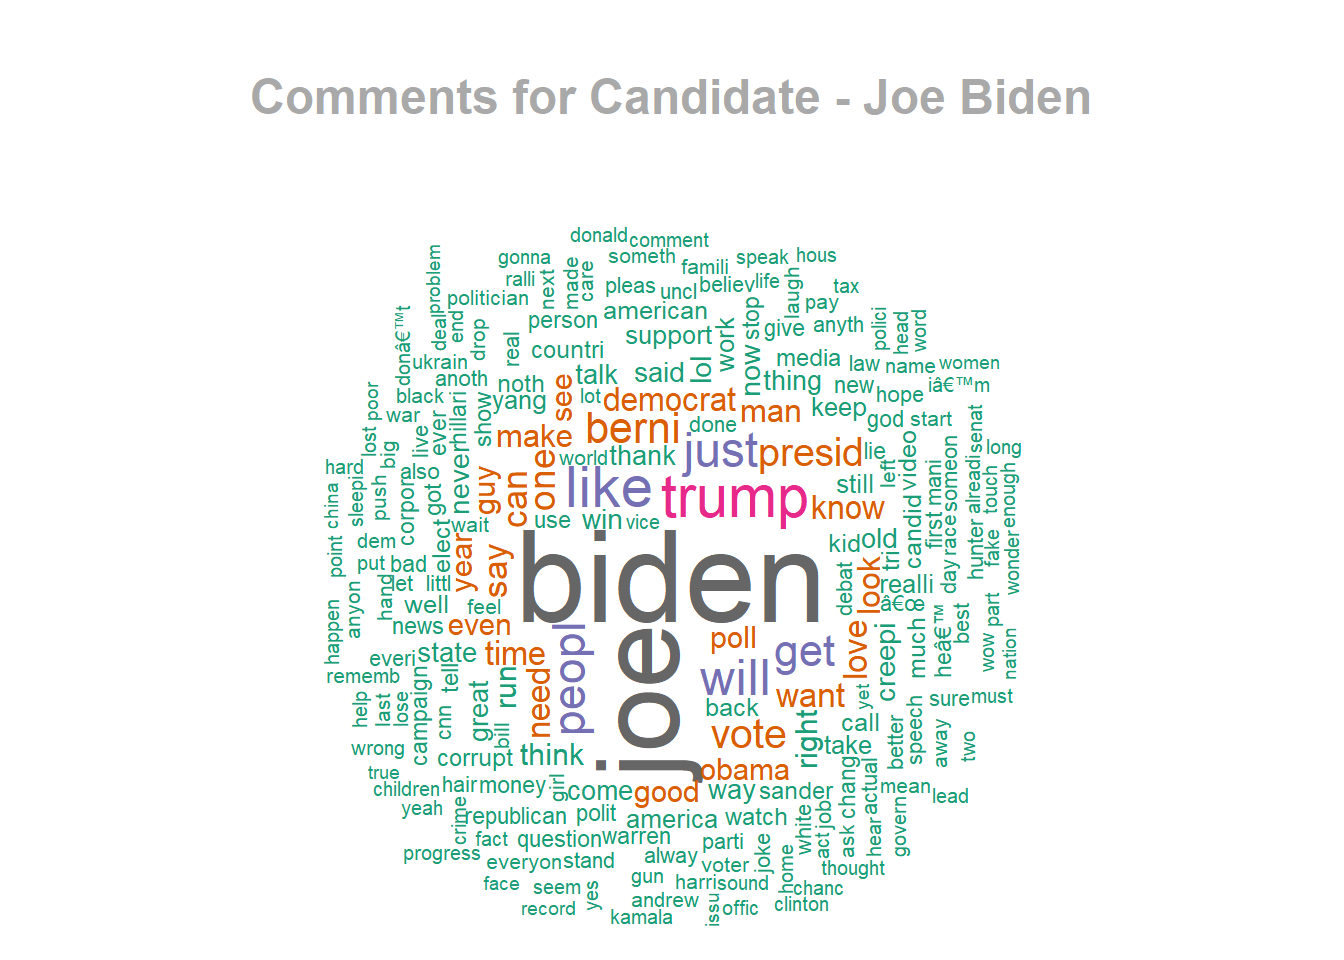 Comments for Candidate - Joe Biden
donald
comment
gonna
someth
speak
hous
problem
ralli
next
made
care
famili
pleas
uncl
believ
life
laugh
tax
politician
american
pay
donâ€™t
deal
end
drop
real
person
support
work
now
stop
give
anyth
polici
head
word
countri
ukrain
anoth
noth
talk
said
lol
thing
media
law
name
women
new
iâ€™m
poor
black
war
hillari
show
yang
see
lot
democrat
man
keep
hope
god
start
lost
big
live
ever
never
make
berni
done
just
presid
lie
left
video
senat
long
hard
also
world
thank
sleepi
push
corpor
got
guy
can
one
like
trump
know
still
candid
first
mani
someon
alreadi
touch
enough
china
point
dem
elect
wait
use
win
vice
kid
old
tri
race
hunter
fake
wonder
put
bad
year
say
biden
debat
look
realli
day
let
littl
hand
anyon
well
feel
â€œ
best
part
happen
news
even
joe
poll
love
creepi
much
heâ€™
wow
nation
everi
state
time
peopl
will
get
rememb
campaign
tell
great
run
need
want
yet
sure
must
help
last
lose
cnn
bill
back
vote
right
call
take
better
speech
away
two
wrong
corrupt
think
obama
true
children
hair
money
girl
come
good
way
sander
job
chang
actual
mean
lead
yeah
crime
republican
polit
america
watch
white
act
ask
hear
govern
fact
question
warren
parti
joke
progress
everyon
stand
alway
voter
home
thought
face
seem
yes
gun
harri
sound
chanc
record
andrew
kamala
issu
offic
clinton